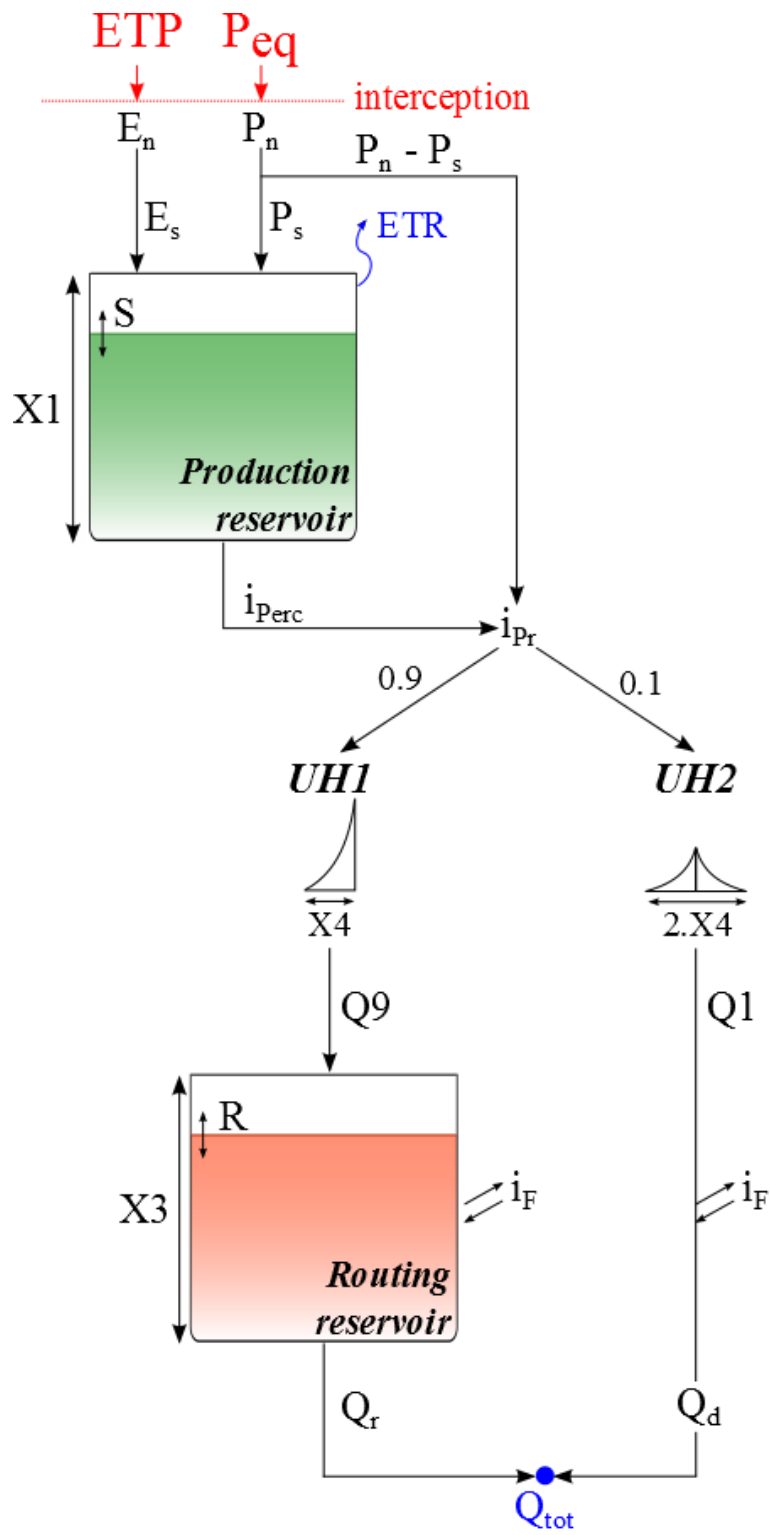 ETP
Peq
interception
En
Pn
Pn - Ps
Es
Ps
ETR
S
X1
Production
reservoir
iPerc
iPr
0.9
0.1
UH1
UH2
X4
2.X4
Q9
Q1
R
X3
iF
iF
Routing
reservoir
Qr
Qd
Qtot